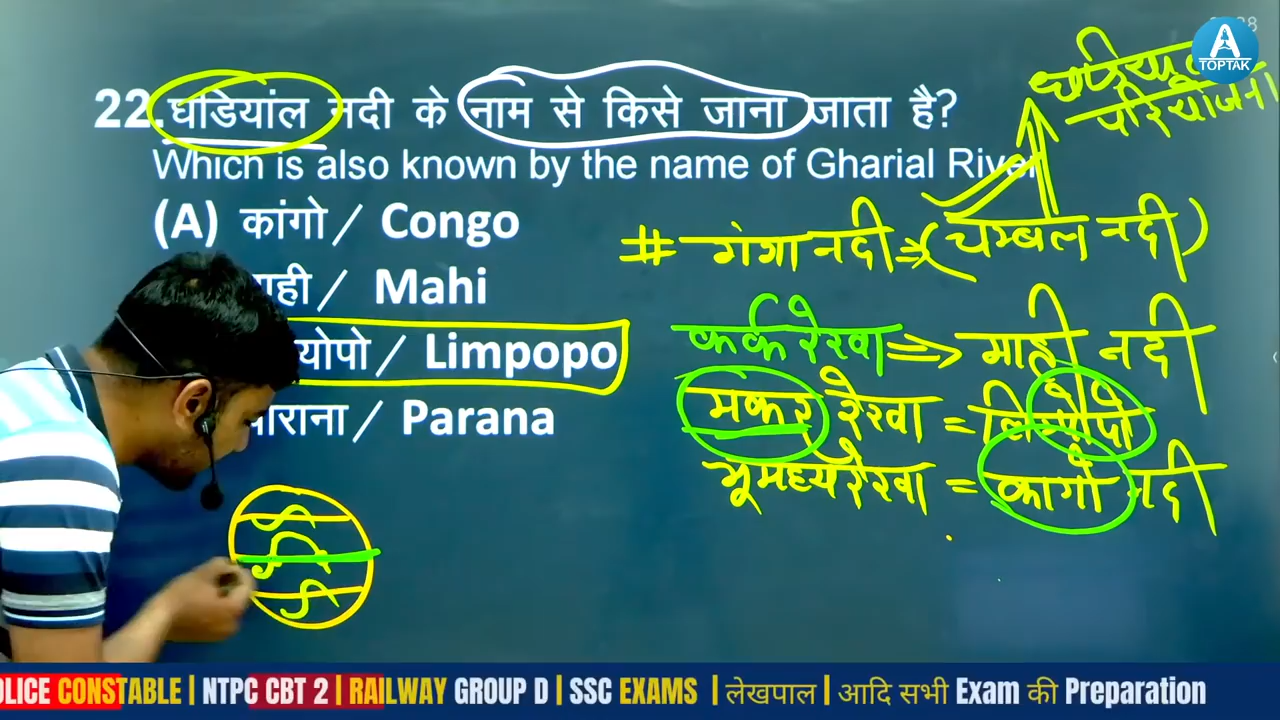 22.घडियांल नदी के नाम से किसे जाना जाता है?
Which is also known by the name of Gharial River
(A) कांगो / Congo
ाही / Mahi
योपो / Limpopo
ाराना / Parana
घड़ियाल
परियोजना
# गंगा नदी ⇒ (चम्बल नदी)
कर्क रेखा ⇒ माही नदी
मकर रेखा = लिम्पोपो
भूमध्य रेखा = कांगो नदी
A
TOPTAK
OLICE CONSTABLE | NTPC CBT 2 | RAILWAY GROUP D | SSC EXAMS | लेखपाल | आदि सभी Exam की Preparation